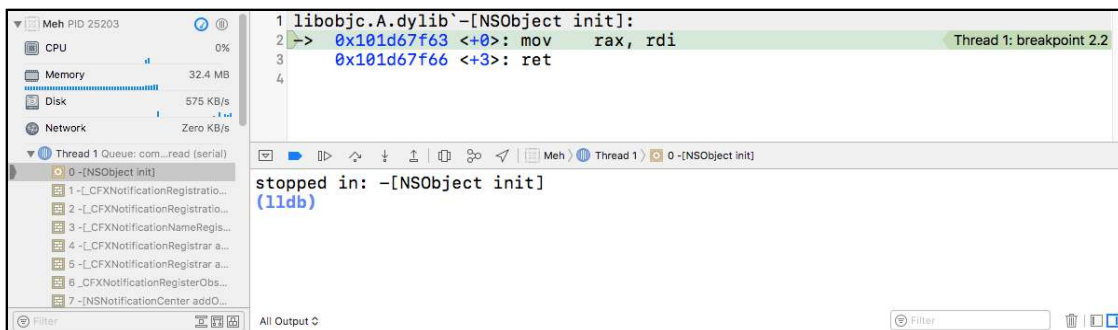 Meh PID 25203
CPU 0%
Memory 32.4 MB
Disk 575 KB/s
Network Zero KB/s
Thread 1 Queue: com...read (serial)
0 -[NSObject init]
1 -[_CFXNotificationRegistratio...
2 -[_CFXNotificationRegistratio...
3 -[_CFXNotificationNameRegis...
4 -[_CFXNotificationRegistrar a...
5 -[_CFXNotificationRegistrar a...
6 _CFXNotificationRegisterObs...
7 -[NSNotificationCenter addO...
Filter
1 libobjc.A.dylib`-[NSObject init]:
2 -> 0x101d67f63 <+0>: mov rax, rdi Thread 1: breakpoint 2.2
3 0x101d67f66 <+3>: ret
4
Meh Thread 1 0 -[NSObject init]
stopped in: -[NSObject init]
(lldb)
All Output Filter